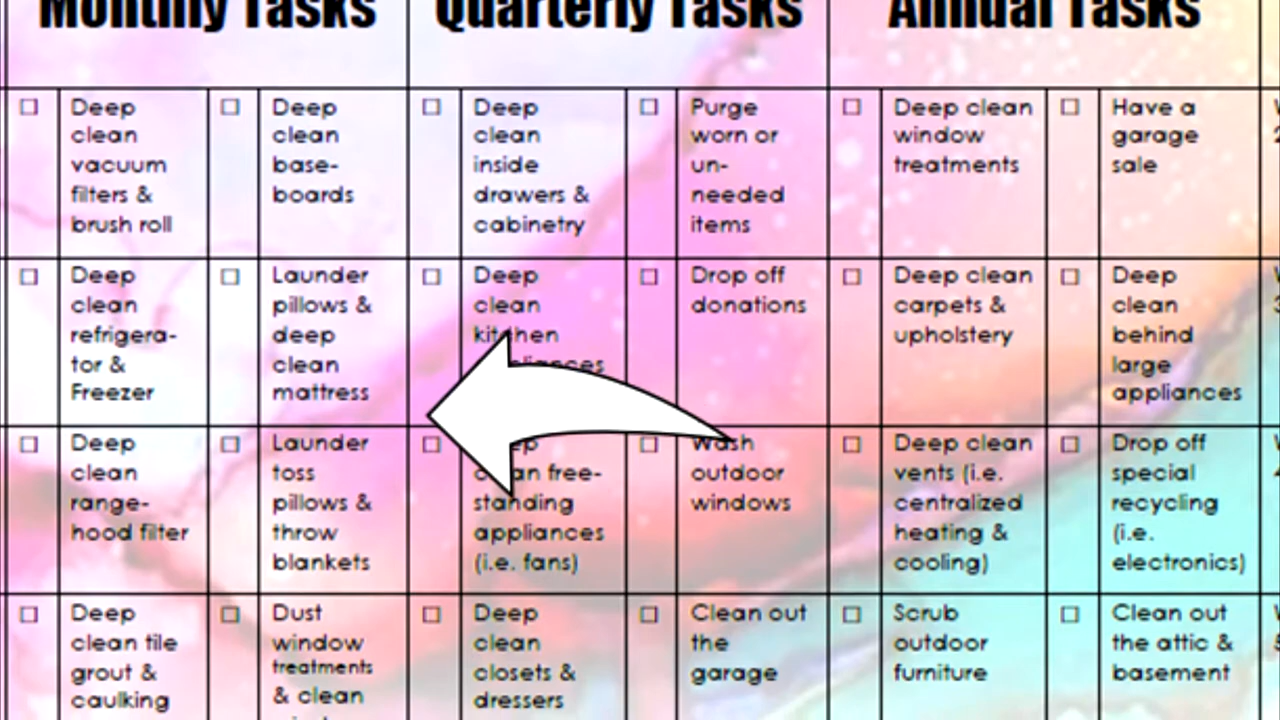 Monthly Tasks
Quarterly Tasks
Annual Tasks
Deep
clean
vacuum
filters &
brush roll
Deep
clean
base-
boards
Deep
clean
inside
drawers &
cabinetry
Purge
worn or
un-
needed
items
Deep clean
window
treatments
Have a
garage
sale
Deep
clean
refrigera-
tor &
Freezer
Launder
pillows &
deep
clean
mattress
Deep
clean
kitchen
Drop off
donations
Deep clean
carpets &
upholstery
Deep
clean
behind
large
appliances
Deep
clean
range-
hood filter
Launder
toss
pillows &
throw
blankets
free-
standing
appliances
(i.e. fans)
Wash
outdoor
windows
Deep clean
vents (i.e.
centralized
heating &
cooling)
Drop off
special
recycling
(i.e.
electronics)
Deep
clean tile
grout &
caulking
Dust
window
treatments
& clean
Deep
clean
closets &
dressers
Clean out
the
garage
Scrub
outdoor
furniture
Clean out
the attic &
basement